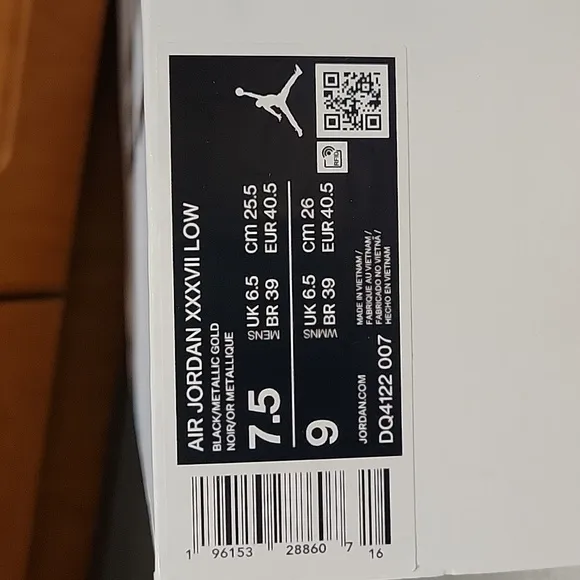 AIR JORDAN XXXVII LOW
BLACK/METALLIC GOLD
NOIR/OR METALLIQUE
7.5
MENS
UK 6.5
cm 25.5
BR 39
EUR 40.5
9
WMNS
UK 6.5
cm 26
BR 39
EUR 40.5
RFID
JORDAN.COM
DQ4122 007
MADE IN VIETNAM /
FABRIQUE AU VIETNAM /
FABRICADO NO VIETNÃ /
HECHO EN VIETNAM
1 96153 28860 7 16